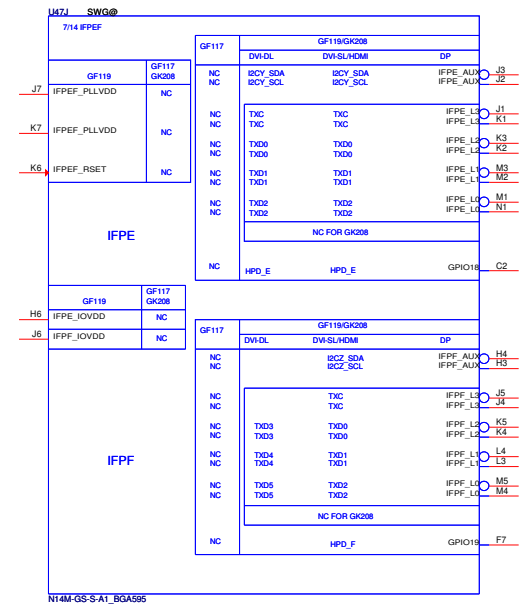 U47J SWG@
7/14 IFPEF
GF119 GF117 GK208
J7 IFPEF_PLLVDD NC
K7 IFPEF_PLLVDD NC
K6 IFPEF_RSET NC
IFPE
GF117 GF119/GK208
DVI-DL DVI-SL/HDMI DP
NC I2CY_SDA I2CY_SDA IFPE_AUX J3
NC I2CY_SCL I2CY_SCL IFPE_AUX J2
NC TXC TXC IFPE_L3 J1
NC TXC TXC IFPE_L3 K1
NC TXD0 TXD0 IFPE_L2 K3
NC TXD0 TXD0 IFPE_L2 K2
NC TXD1 TXD1 IFPE_L1 M3
NC TXD1 TXD1 IFPE_L1 M2
NC TXD2 TXD2 IFPE_L0 M1
NC TXD2 TXD2 IFPE_L0 N1
NC FOR GK208
NC HPD_E HPD_E GPIO18 C2
GF119 GF117 GK208
H6 IFPE_IOVDD NC
J6 IFPF_IOVDD NC
IFPF
GF117 GF119/GK208
DVI-DL DVI-SL/HDMI DP
NC I2CZ_SDA IFPF_AUX H4
NC I2CZ_SCL IFPF_AUX H3
NC TXC IFPF_L3 J5
NC TXC IFPF_L3 J4
NC TXD3 TXD0 IFPF_L2 K5
NC TXD3 TXD0 IFPF_L2 K4
NC TXD4 TXD1 IFPF_L1 L4
NC TXD4 TXD1 IFPF_L1 L3
NC TXD5 TXD2 IFPF_L0 M5
NC TXD5 TXD2 IFPF_L0 M4
NC FOR GK208
NC HPD_F GPIO19 F7
N14M-GS-S-A1_BGA595